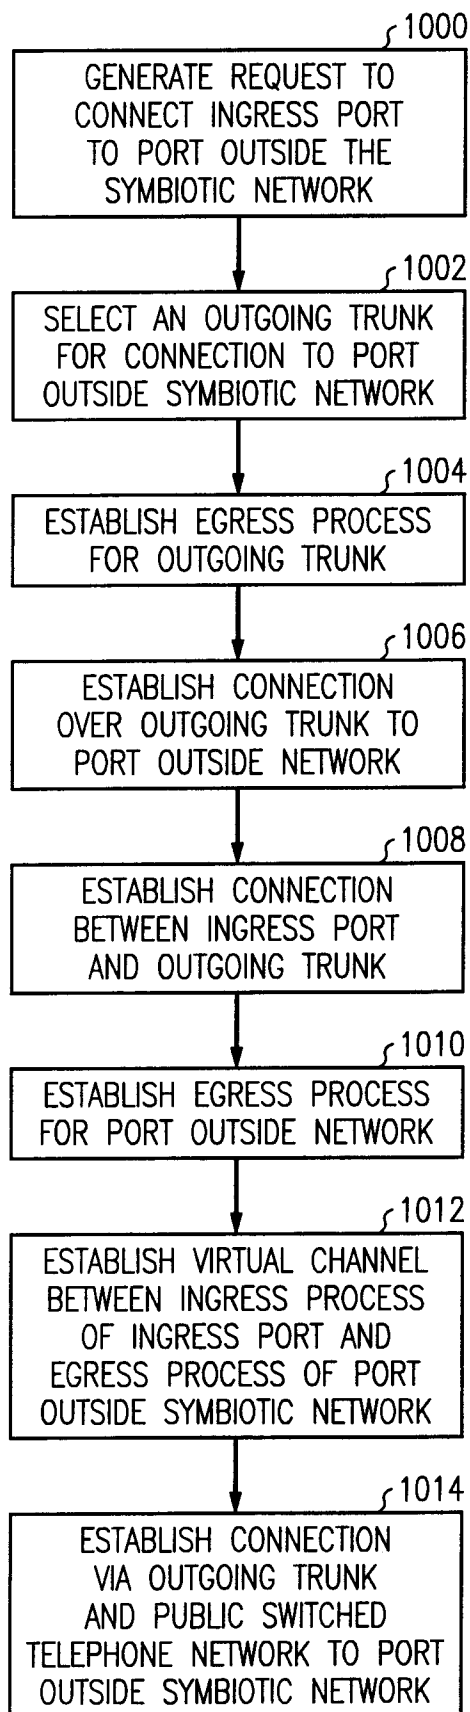 1000
GENERATE REQUEST TO
CONNECT INGRESS PORT
TO PORT OUTSIDE THE
SYMBIOTIC NETWORK
1002
SELECT AN OUTGOING TRUNK
FOR CONNECTION TO PORT
OUTSIDE SYMBIOTIC NETWORK
1004
ESTABLISH EGRESS PROCESS
FOR OUTGOING TRUNK
1006
ESTABLISH CONNECTION
OVER OUTGOING TRUNK TO
PORT OUTSIDE NETWORK
1008
ESTABLISH CONNECTION
BETWEEN INGRESS PORT
AND OUTGOING TRUNK
1010
ESTABLISH EGRESS PROCESS
FOR PORT OUTSIDE NETWORK
1012
ESTABLISH VIRTUAL CHANNEL
BETWEEN INGRESS PROCESS
OF INGRESS PORT AND
EGRESS PROCESS OF PORT
OUTSIDE SYMBIOTIC NETWORK
1014
ESTABLISH CONNECTION
VIA OUTGOING TRUNK
AND PUBLIC SWITCHED
TELEPHONE NETWORK TO PORT
OUTSIDE SYMBIOTIC NETWORK